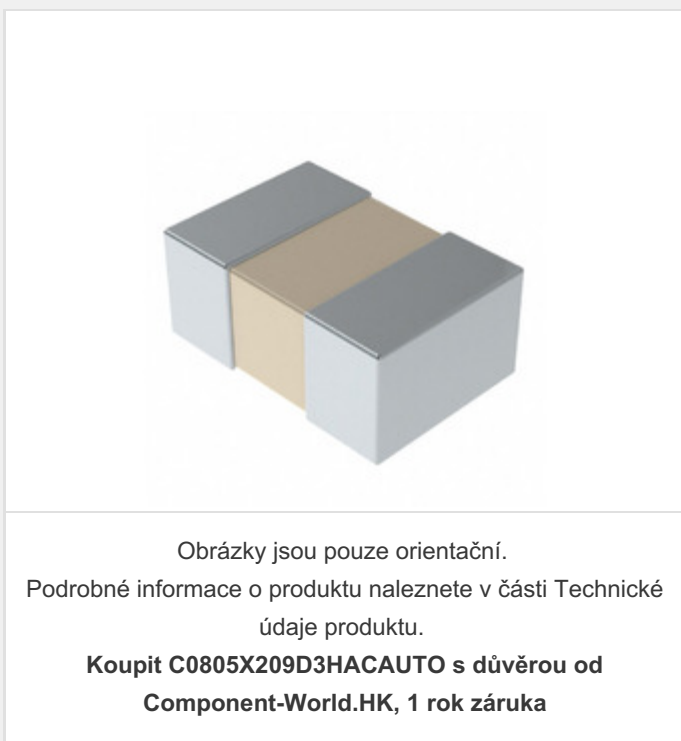 Obrázky jsou pouze orientační.
Podrobné informace o produktu naleznete v části Technické
údaje produktu.
Koupit C0805X209D3HACAUTO s důvěrou od
Component-World.HK, 1 rok záruka